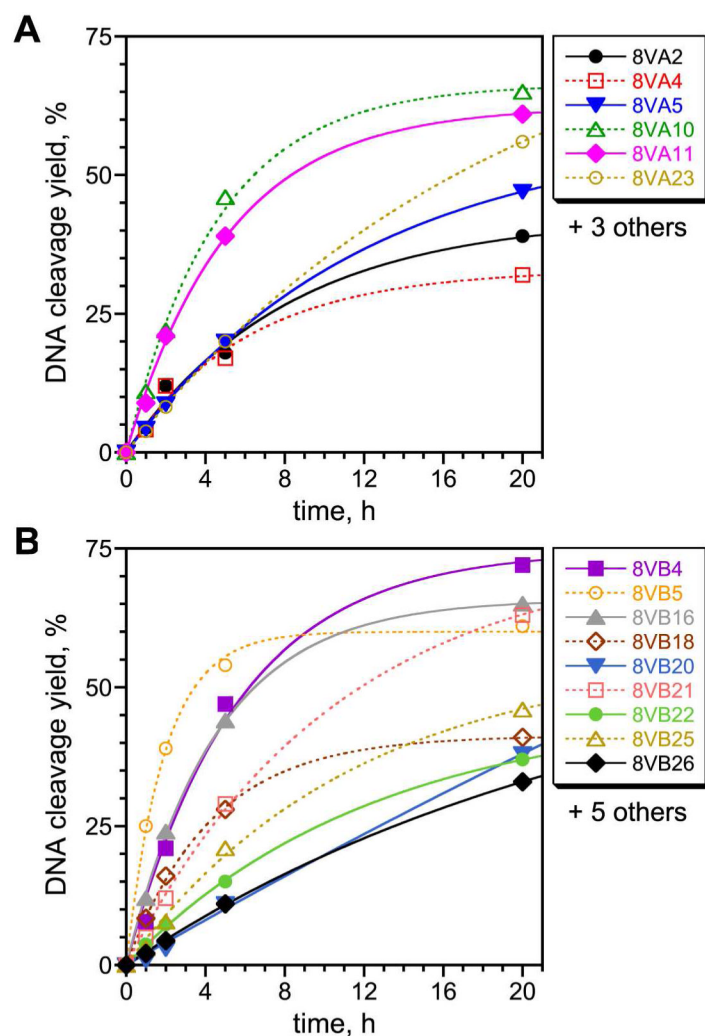 A
75
50
25
0
DNA cleavage yield, %
0 4 8 12 16 20
time, h
8VA2
8VA4
8VA5
8VA10
8VA11
8VA23
+ 3 others
B
75
50
25
0
DNA cleavage yield, %
0 4 8 12 16 20
time, h
8VB4
8VB5
8VB16
8VB18
8VB20
8VB21
8VB22
8VB25
8VB26
+ 5 others